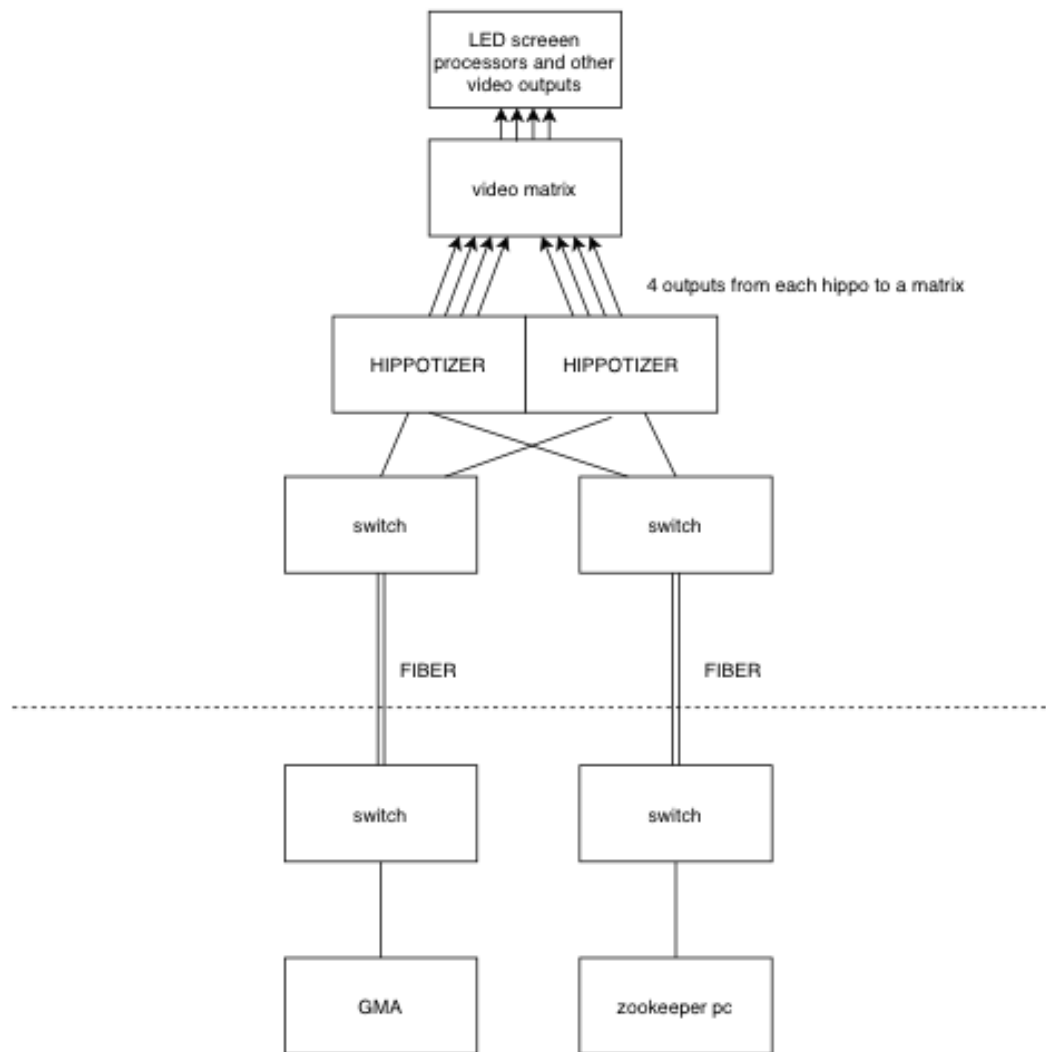 LED screeen
processors and other
video outputs
video matrix
4 outputs from each hippo to a matrix
HIPPOTIZER
HIPPOTIZER
switch
switch
FIBER
FIBER
switch
switch
GMA
zookeeper pc